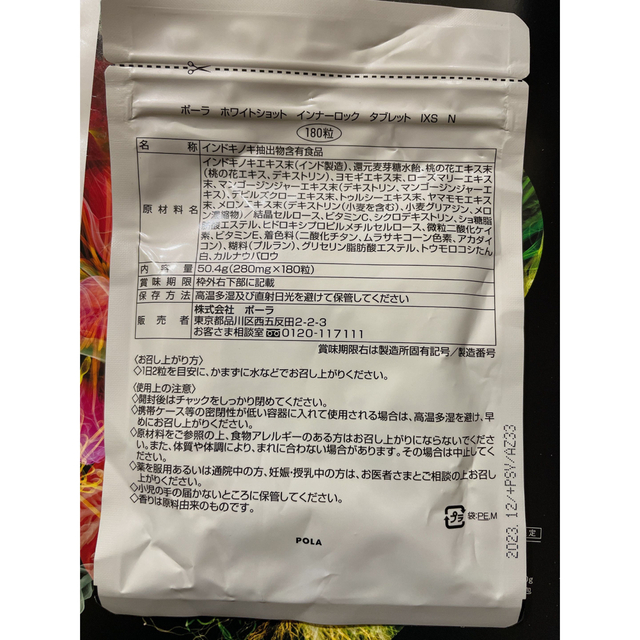 ポーラ ホワイトショット インナーロック タブレット IXS N
180粒
名 称 インドキノキ抽出物含有食品
原材料名 インドキノキエキス末(インド製造)、還元麦芽糖水飴、桃の花エキス末
(桃の花エキス、デキストリン)、ヨモギエキス末、ローズマリーエキス
末、マンゴージンジャーエキス末(デキストリン、マンゴージンジャーエキ
ス)、デビルズクローエキス末、トゥルシーエキス末、ヤマモモエキス
末、メロンエキス末(デキストリン(小麦を含む)、小麦グリアジン、メロ
ン濃縮物)/結晶セルロース、ビタミンC、シクロデキストリン、ショ糖脂
肪酸エステル、ヒドロキシプロピルメチルセルロース、微粒二酸化ケイ
素、ビタミンE、着色料(二酸化チタン、ムラサキコーン色素、アカダイ
コン)、糊料(プルラン)、グリセリン脂肪酸エステル、トウモロコシたん
白、カルナウバロウ
内 容 量 50.4g(280mg×180粒)
賞味期限 枠外右下部に記載
保存方法 高温多湿及び直射日光を避けて保管してください
販 売 者 株式会社 ポーラ
東京都品川区西五反田2-2-3
お客さま相談室 0120-117111
賞味期限右は製造所固有記号/製造番号
〈お召し上がり方〉
◇1日2粒を目安に、かまずに水などでお召し上がりください。
〈使用上の注意〉
◇開封後はチャックをしっかり閉めてください。
◇携帯ケース等の密閉性が低い容器に入れて使用される場合は、高温多湿を避け、早
めにお召し上がりください。
◇原材料をご参照の上、食物アレルギーのある方はお召し上がりにならないでくださ
い。また、体質や体調により、まれに合わない場合があります。その場合は中止してく
ださい。
◇薬を服用あるいは通院中の方、妊娠・授乳中の方は、お医者さまとご相談の上お召し
上がりください。
◇小児の手の届かないところに保管してください。
◇香りは原料由来のものです。
プラ 袋:PE,M
POLA
2023.12/+PSY/AZ33
定